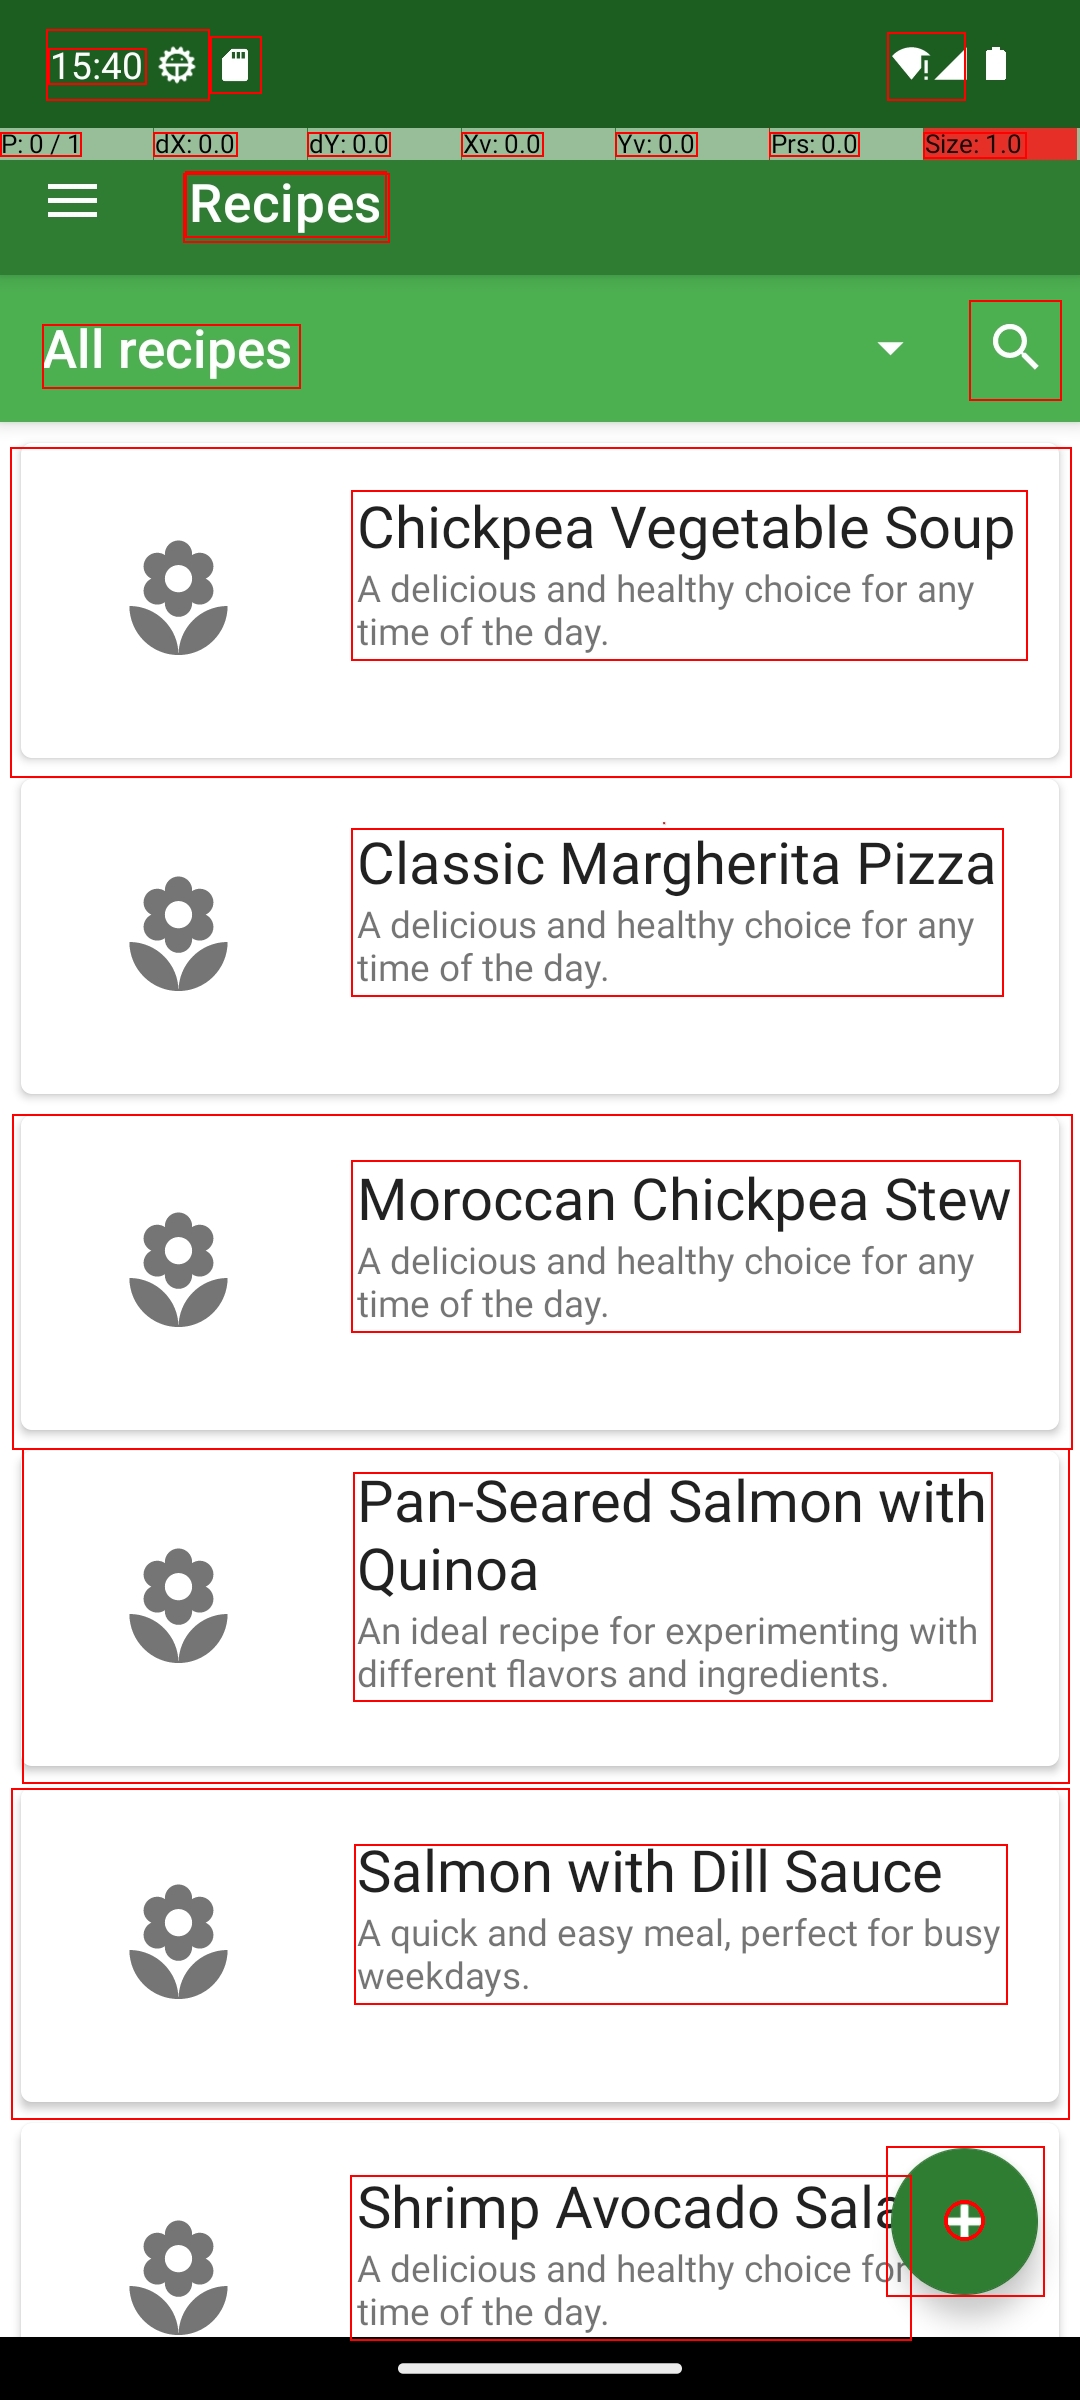 15:40
P: 0 / 1 dX: 0.0 dY: 0.0 Xv: 0.0 Yv: 0.0 Prs: 0.0 Size: 1.0
Recipes
All recipes
Chickpea Vegetable Soup
A delicious and healthy choice for any
time of the day.
Classic Margherita Pizza
A delicious and healthy choice for any
time of the day.
Moroccan Chickpea Stew
A delicious and healthy choice for any
time of the day.
Pan-Seared Salmon with
Quinoa
An ideal recipe for experimenting with
different flavors and ingredients.
Salmon with Dill Sauce
A quick and easy meal, perfect for busy
weekdays.
Shrimp Avocado Sala
A delicious and healthy choice for
time of the day.